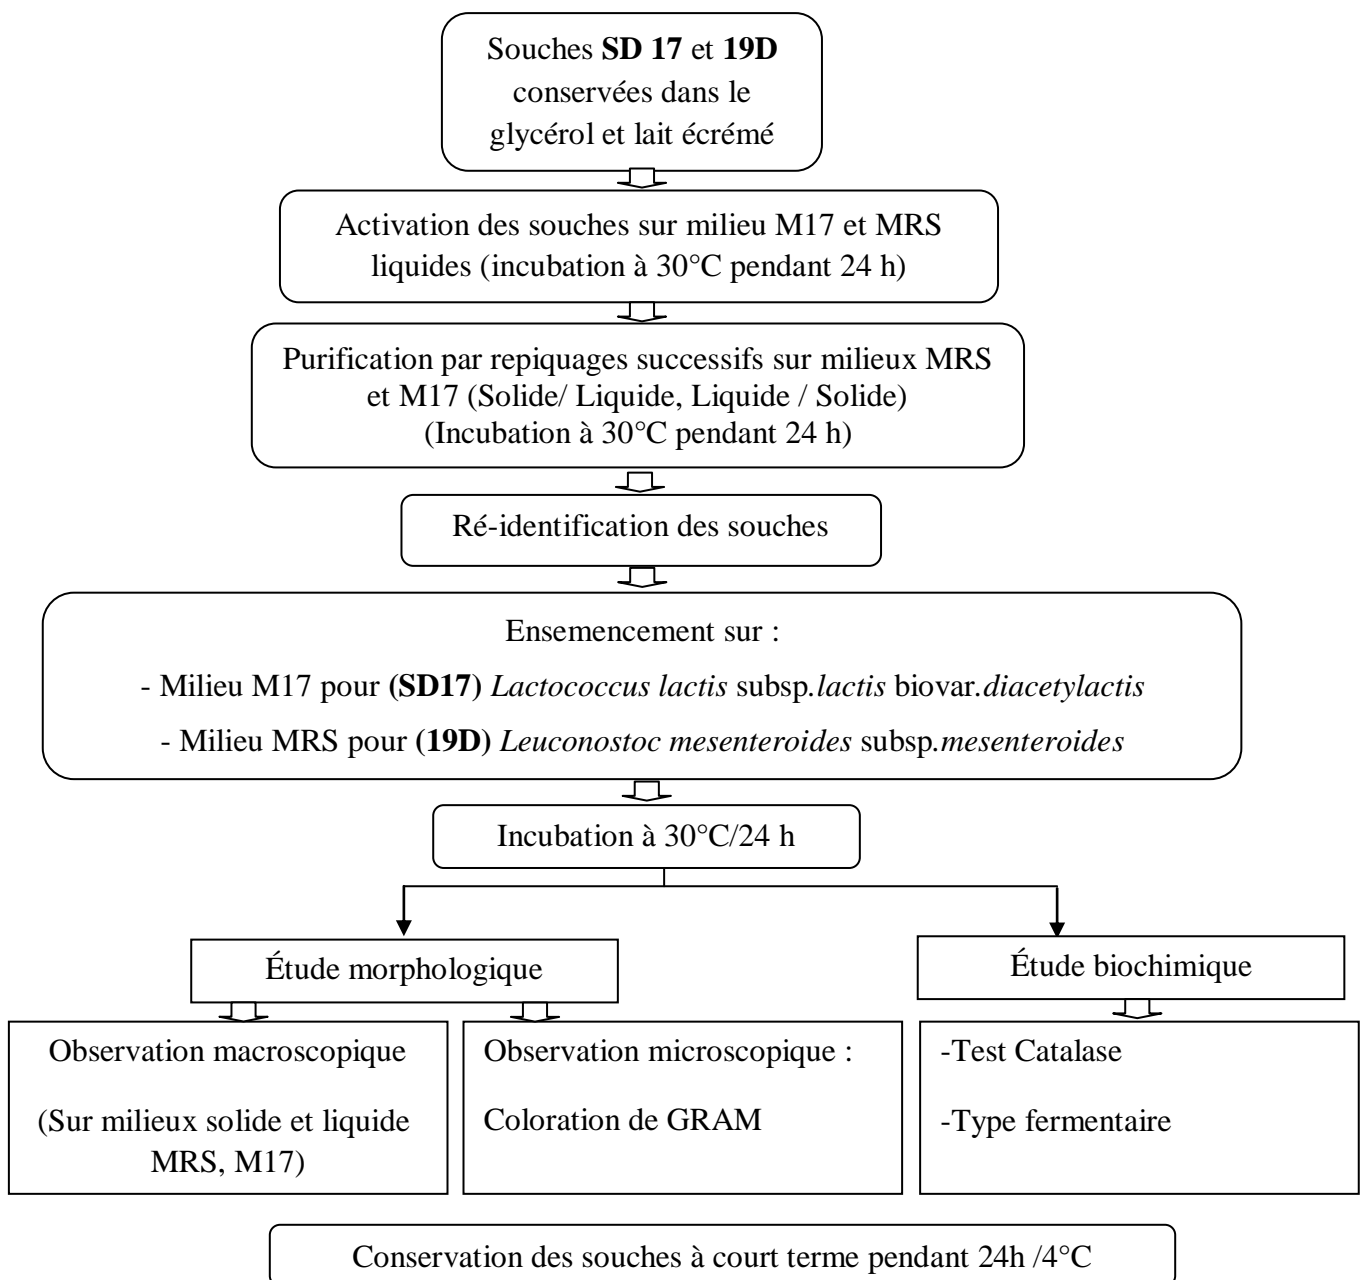 Souches SD 17 et 19D
conservées dans le
glycérol et lait écrémé
Activation des souches sur milieu M17 et MRS
liquides (incubation à 30°C pendant 24 h)
Purification par repiquages successifs sur milieux MRS
et M17 (Solide/ Liquide, Liquide / Solide)
(Incubation à 30°C pendant 24 h)
Ré-identification des souches
Ensemencement sur :
- Milieu M17 pour (SD17) Lactococcus lactis subsp.lactis biovar.diacetylactis
- Milieu MRS pour (19D) Leuconostoc mesenteroides subsp.mesenteroides
Incubation à 30°C/24 h
Étude morphologique
Étude biochimique
Observation macroscopique
(Sur milieux solide et liquide
MRS, M17)
Observation microscopique :
Coloration de GRAM
-Test Catalase
-Type fermentaire
Conservation des souches à court terme pendant 24h /4°C